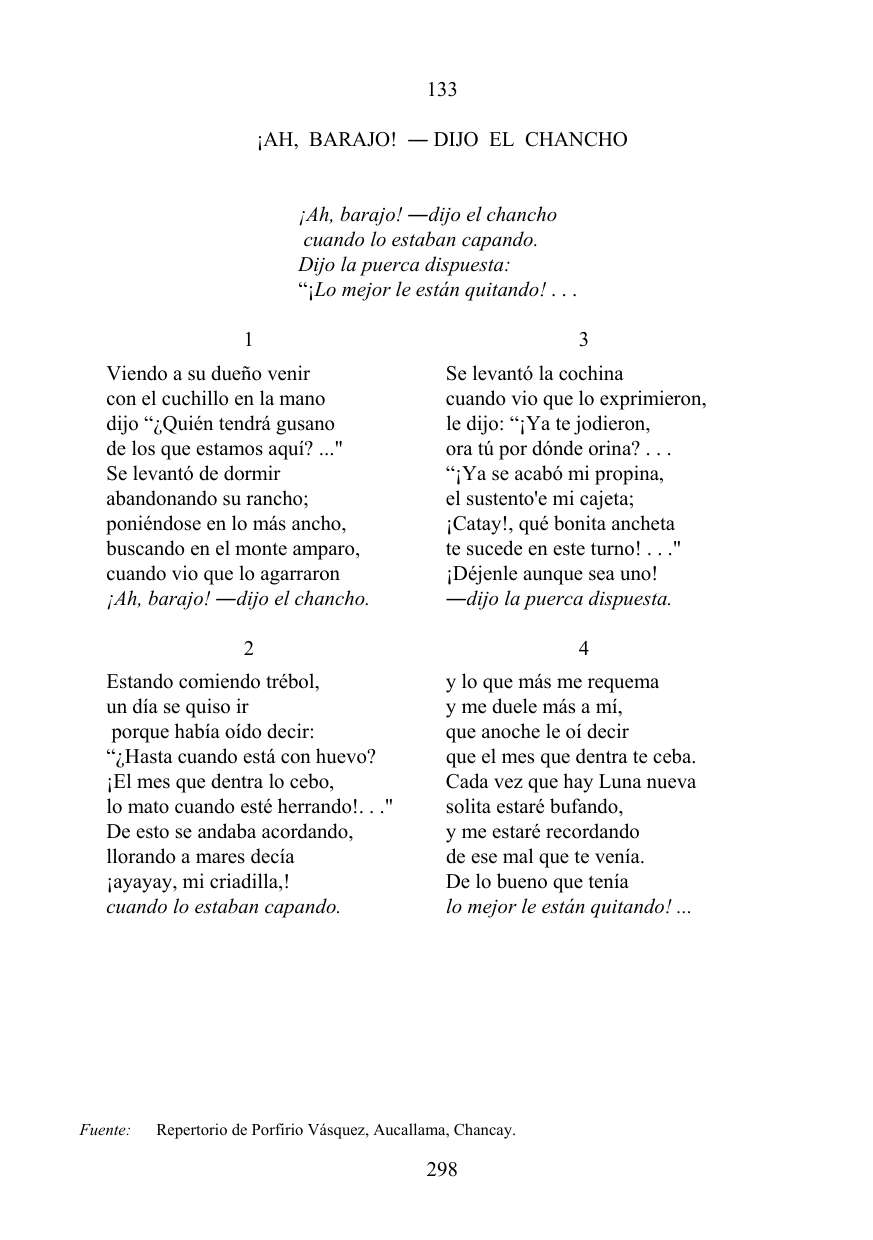 133
¡AH, BARAJO! — DIJO EL CHANCHO
¡Ah, barajo! —dijo el chancho
cuando lo estaban capando.
Dijo la puerca dispuesta:
“¡Lo mejor le están quitando! . . .
1
Viendo a su dueño venir
con el cuchillo en la mano
dijo “¿Quién tendrá gusano
de los que estamos aquí? ..."
Se levantó de dormir
abandonando su rancho;
poniéndose en lo más ancho,
buscando en el monte amparo,
cuando vio que lo agarraron
¡Ah, barajo! —dijo el chancho.
2
Estando comiendo trébol,
un día se quiso ir
porque había oído decir:
“¿Hasta cuando está con huevo?
¡El mes que dentra lo cebo,
lo mato cuando esté herrando!. . ."
De esto se andaba acordando,
llorando a mares decía
¡ayayay, mi criadilla,!
cuando lo estaban capando.
3
Se levantó la cochina
cuando vio que lo exprimieron,
le dijo: “¡Ya te jodieron,
ora tú por dónde orina? . . .
“¡Ya se acabó mi propina,
el sustento'e mi cajeta;
¡Catay!, qué bonita ancheta
te sucede en este turno! . . ."
¡Déjenle aunque sea uno!
—dijo la puerca dispuesta.
4
y lo que más me requema
y me duele más a mí,
que anoche le oí decir
que el mes que dentra te ceba.
Cada vez que hay Luna nueva
solita estaré bufando,
y me estaré recordando
de ese mal que te venía.
De lo bueno que tenía
lo mejor le están quitando! ...
Fuente: Repertorio de Porfirio Vásquez, Aucallama, Chancay.
298